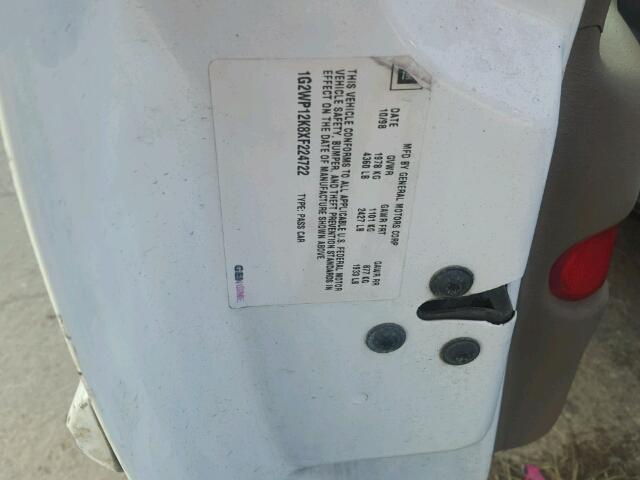 MFD BY GENERAL MOTORS CORP
DATE GVWR GAWR FRT GAWR RR
10/98 1978 KG 1101 KG 877 KG
4360 LB 2427 LB 1933 LB
THIS VEHICLE CONFORMS TO ALL APPLICABLE U.S. FEDERAL MOTOR
VEHICLE SAFETY, BUMPER, AND THEFT PREVENTION STANDARDS IN
EFFECT ON THE DATE OF MANUFACTURE SHOWN ABOVE.
1G2WP12K8XF224722 TYPE: PASS CAR